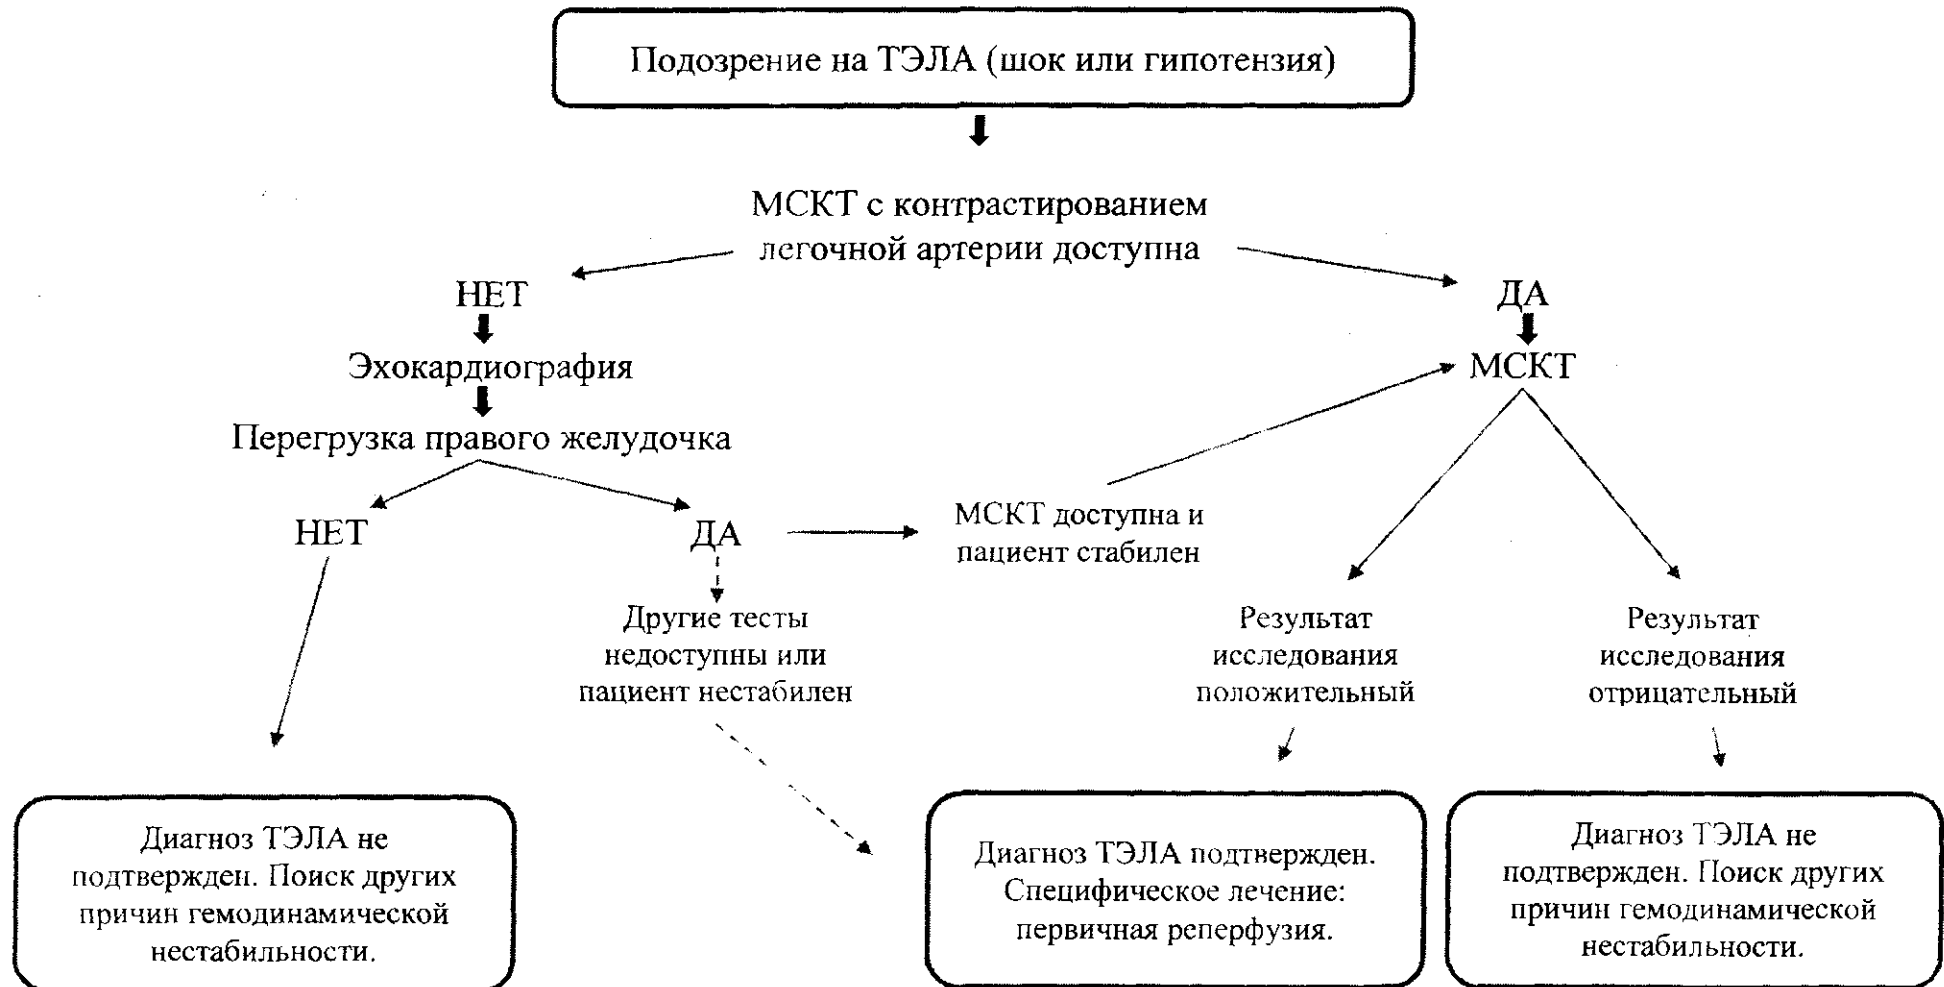 Подозрение на ТЭЛА (шок или гипотензия)
МСКТ с контрастированием
легочной артерии доступна
НЕТ
ДА
Эхокардиография
МСКТ
Перегрузка правого желудочка
НЕТ
ДА
МСКТ доступна и
пациент стабилен
Другие тесты
недоступны или
пациент нестабилен
Результат
исследования
положительный
Результат
исследования
отрицательный
Диагноз ТЭЛА не
подтвержден. Поиск других
причин гемодинамической
нестабильности.
Диагноз ТЭЛА подтвержден.
Специфическое лечение:
первичная реперфузия.
Диагноз ТЭЛА не
подтвержден. Поиск других
причин гемодинамической
нестабильности.